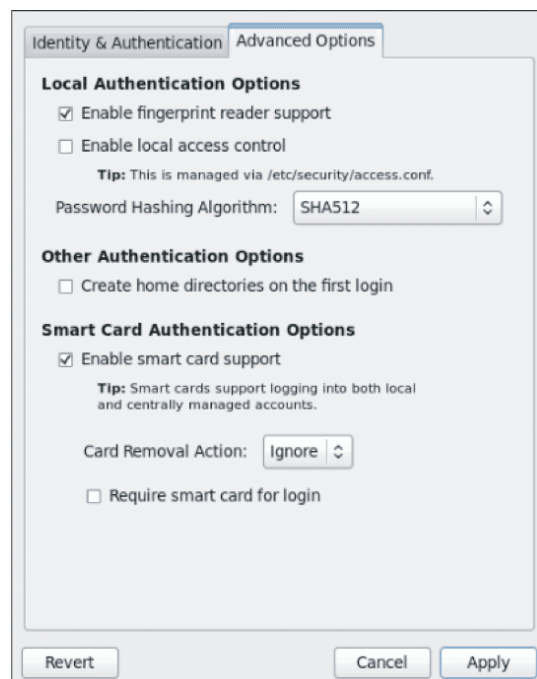 Identity & Authentication
Advanced Options
Local Authentication Options
Enable fingerprint reader support
Enable local access control
Tip: This is managed via /etc/security/access.conf.
Password Hashing Algorithm: SHA512
Other Authentication Options
Create home directories on the first login
Smart Card Authentication Options
Enable smart card support
Tip: Smart cards support logging into both local
and centrally managed accounts.
Card Removal Action: Ignore
Require smart card for login
Revert
Cancel
Apply